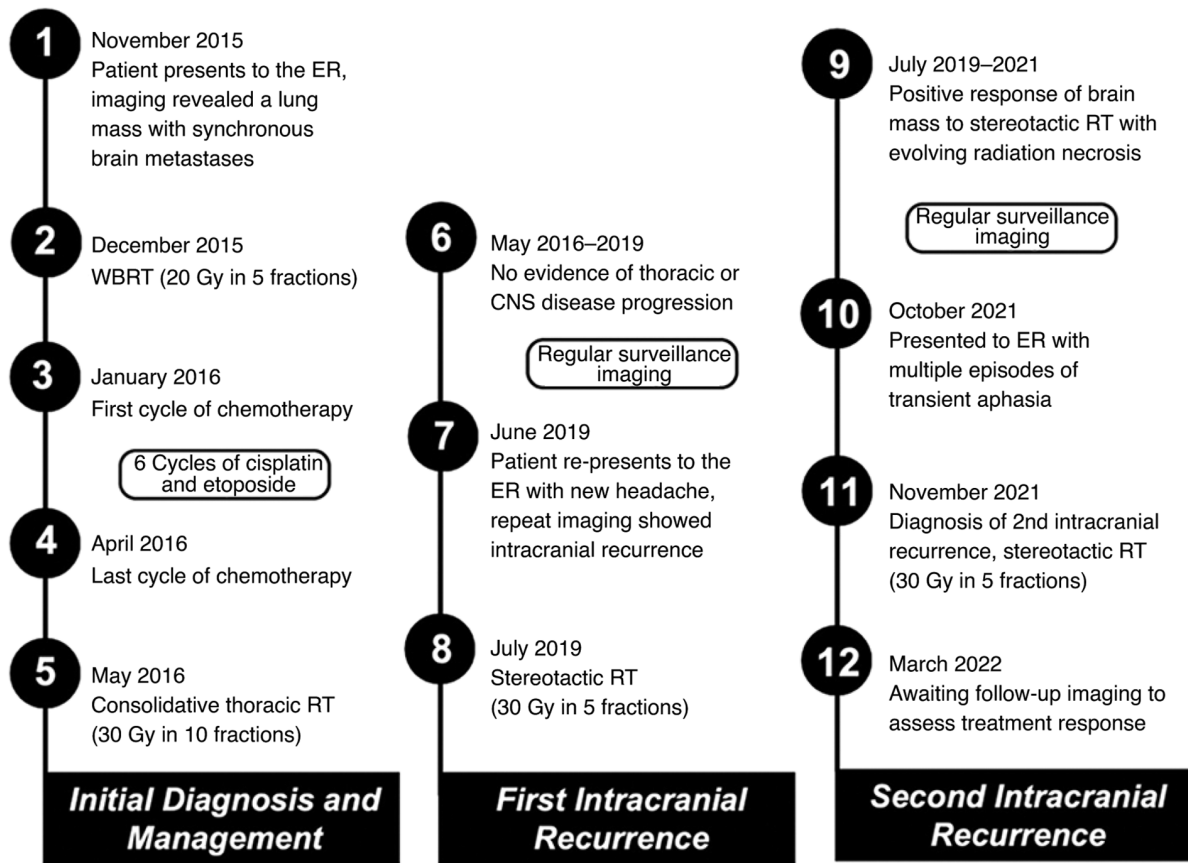 1
November 2015
Patient presents to the ER,
imaging revealed a lung
mass with synchronous
brain metastases
2
December 2015
WBRT (20 Gy in 5 fractions)
3
January 2016
First cycle of chemotherapy
6 Cycles of cisplatin
and etoposide
4
April 2016
Last cycle of chemotherapy
5
May 2016
Consolidative thoracic RT
(30 Gy in 10 fractions)
Initial Diagnosis and
Management
6
May 2016–2019
No evidence of thoracic or
CNS disease progression
Regular surveillance
imaging
7
June 2019
Patient re-presents to the
ER with new headache,
repeat imaging showed
intracranial recurrence
8
July 2019
Stereotactic RT
(30 Gy in 5 fractions)
First Intracranial
Recurrence
9
July 2019–2021
Positive response of brain
mass to stereotactic RT with
evolving radiation necrosis
Regular surveillance
imaging
10
October 2021
Presented to ER with
multiple episodes of
transient aphasia
11
November 2021
Diagnosis of 2nd intracranial
recurrence, stereotactic RT
(30 Gy in 5 fractions)
12
March 2022
Awaiting follow-up imaging to
assess treatment response
Second Intracranial
Recurrence